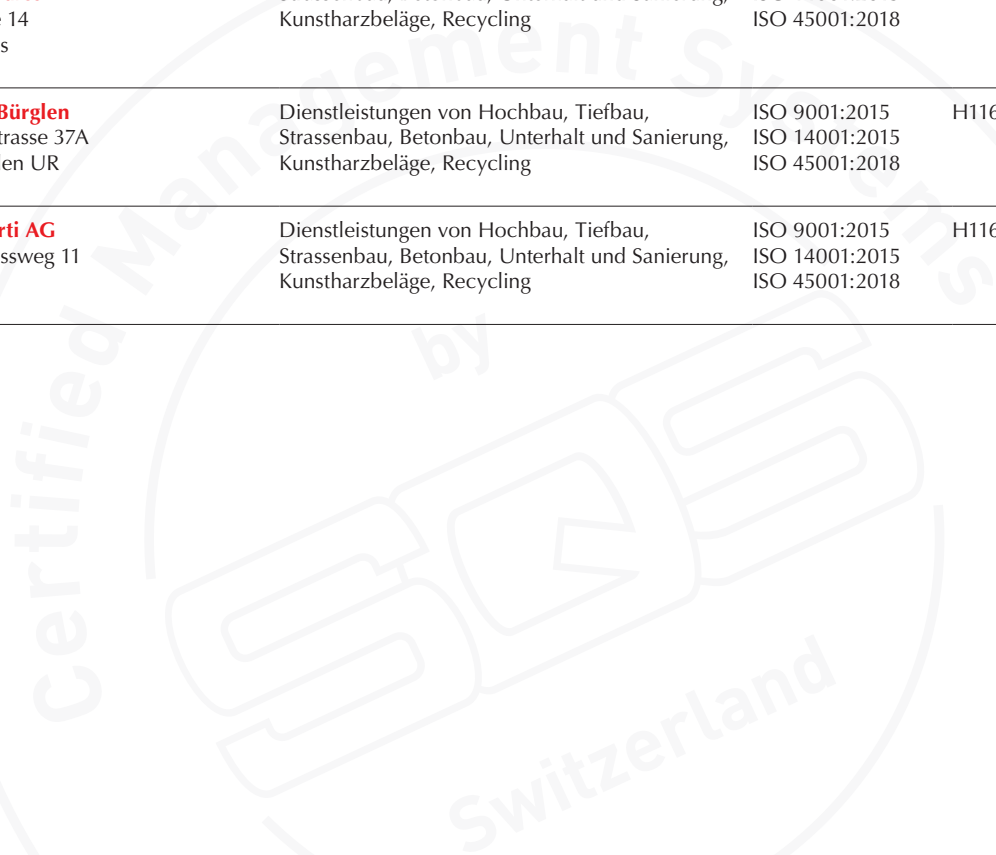 e 14
Kunstharzbeläge, Recycling
ISO 45001:2018
s
Bürglen
Dienstleistungen von Hochbau, Tiefbau,
ISO 9001:2015
H116
trasse 37A
Strassenbau, Betonbau, Unterhalt und Sanierung,
ISO 14001:2015
en UR
Kunstharzbeläge, Recycling
ISO 45001:2018
rti AG
Dienstleistungen von Hochbau, Tiefbau,
ISO 9001:2015
H116
ssweg 11
Strassenbau, Betonbau, Unterhalt und Sanierung,
ISO 14001:2015
Kunstharzbeläge, Recycling
ISO 45001:2018
Certified Management Systems
by
SQS
Switzerland